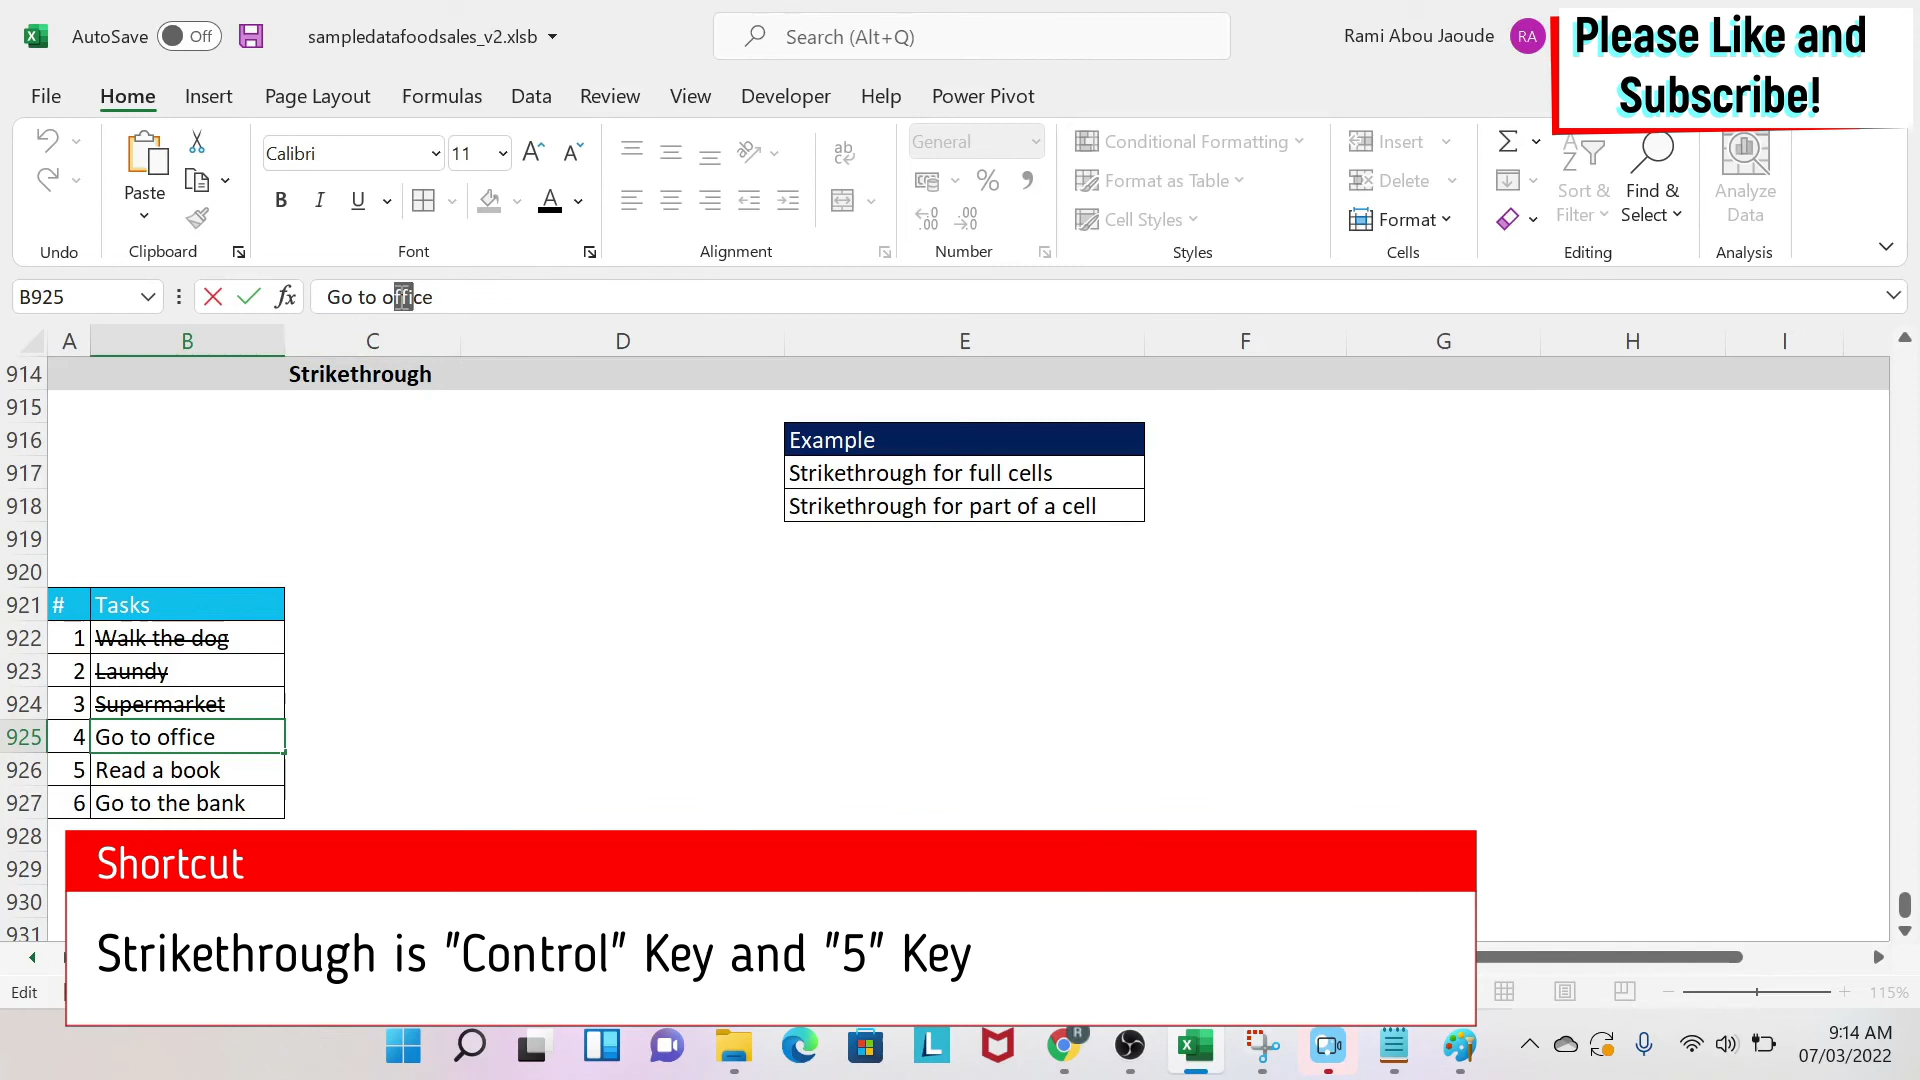 AutoSave Off sampledatafoodsales_v2.xlsb Search (Alt+Q) Rami Abou Jaoude RA
Please Like and
Subscribe!
File Home Insert Page Layout Formulas Data Review View Developer Help Power Pivot
Calibri 11 General Conditional Formatting Insert
Paste Format as Table Delete Sort & Find & Analyze
B I U A % Cell Styles Format Filter Select Data
Undo Clipboard Font Alignment Number Styles Cells Editing Analysis
B925 fx Go to office
A B C D E F G H I
914 Strikethrough
915
916 Example
917 Strikethrough for full cells
918 Strikethrough for part of a cell
919
920
921 # Tasks
922 1 Walk the dog
923 2 Laundy
924 3 Supermarket
925 4 Go to office
926 5 Read a book
927 6 Go to the bank
928
929 Shortcut
930
931
Strikethrough is "Control" Key and "5" Key
Edit 115%
9:14 AM
07/03/2022